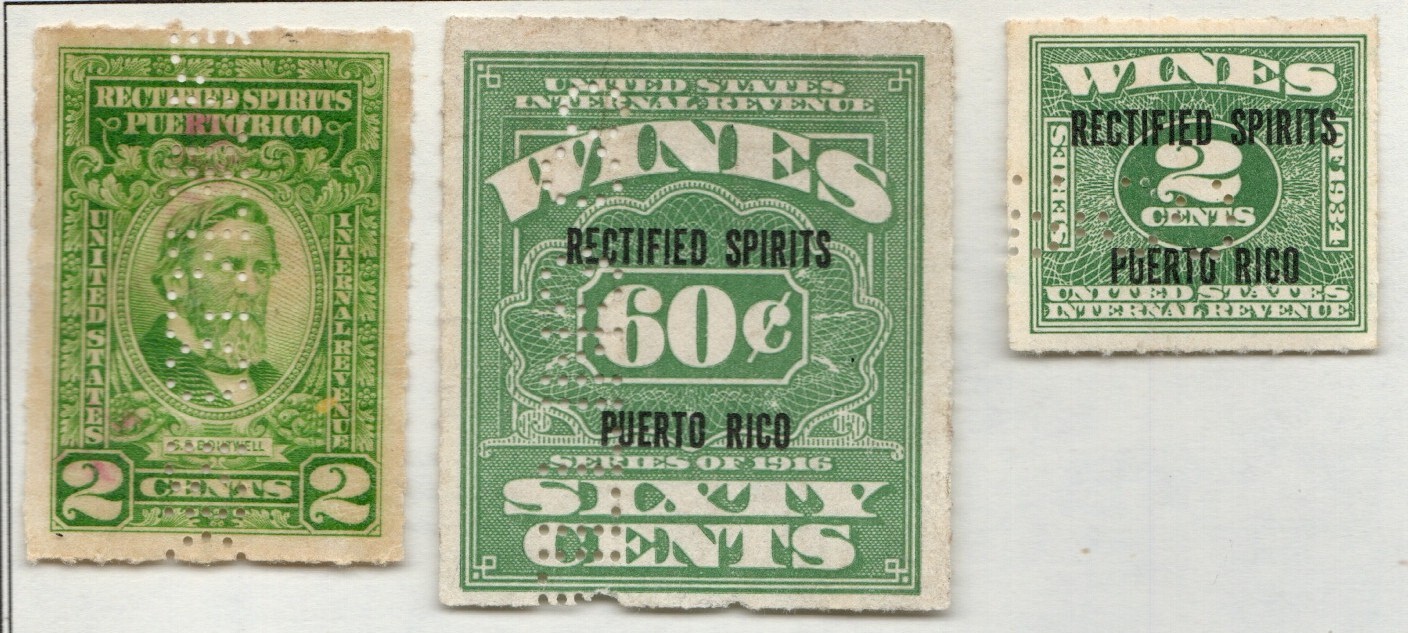 RECTIFIED SPIRITS
PUERTO RICO
UNITED STATES
INTERNAL REVENUE
G.S. BOUTWELL
2 CENTS 2
UNITED STATES
INTERNAL REVENUE
WINES
RECTIFIED SPIRITS
60¢
PUERTO RICO
SERIES OF 1916
SIXTY
CENTS
WINES
RECTIFIED SPIRITS
SERIES
OF 1934
2
CENTS
PUERTO RICO
UNITED STATES
INTERNAL REVENUE